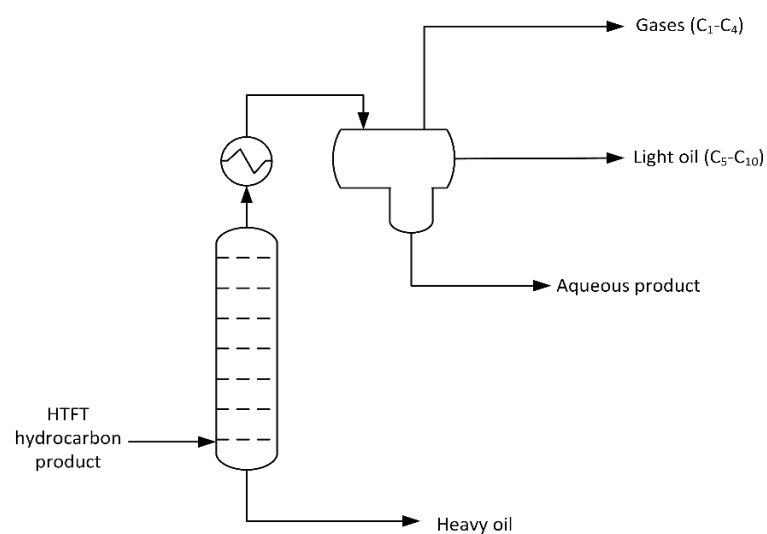 Gases (C₁-C₄)
Light oil (C₅-C₁₀)
Aqueous product
HTFT
hydrocarbon
product
Heavy oil